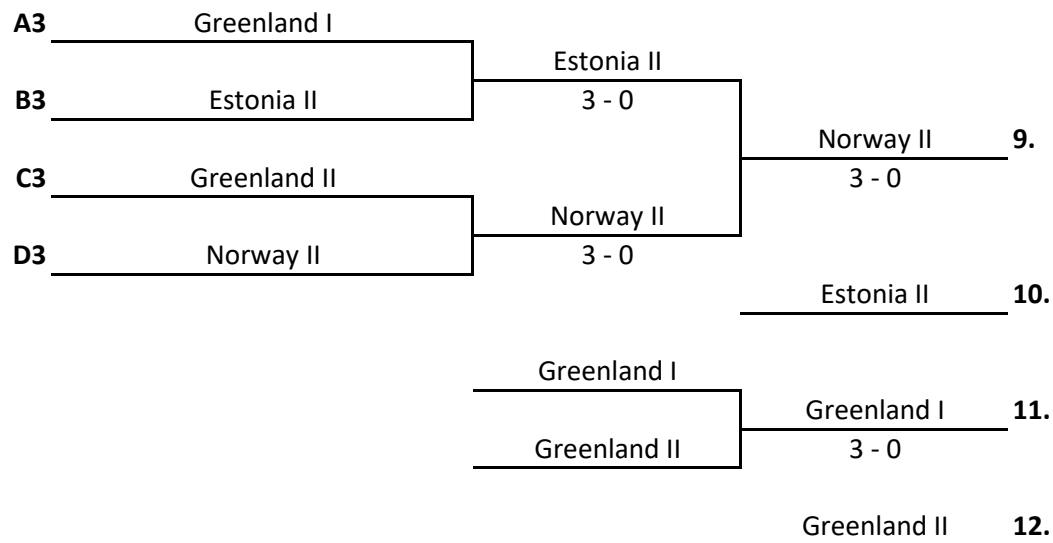 A3 Greenland I
Estonia II
B3 Estonia II 3 - 0
Norway II 9.
C3 Greenland II 3 - 0
Norway II
D3 Norway II 3 - 0
Estonia II 10.
Greenland I
Greenland I 11.
Greenland II 3 - 0
Greenland II 12.